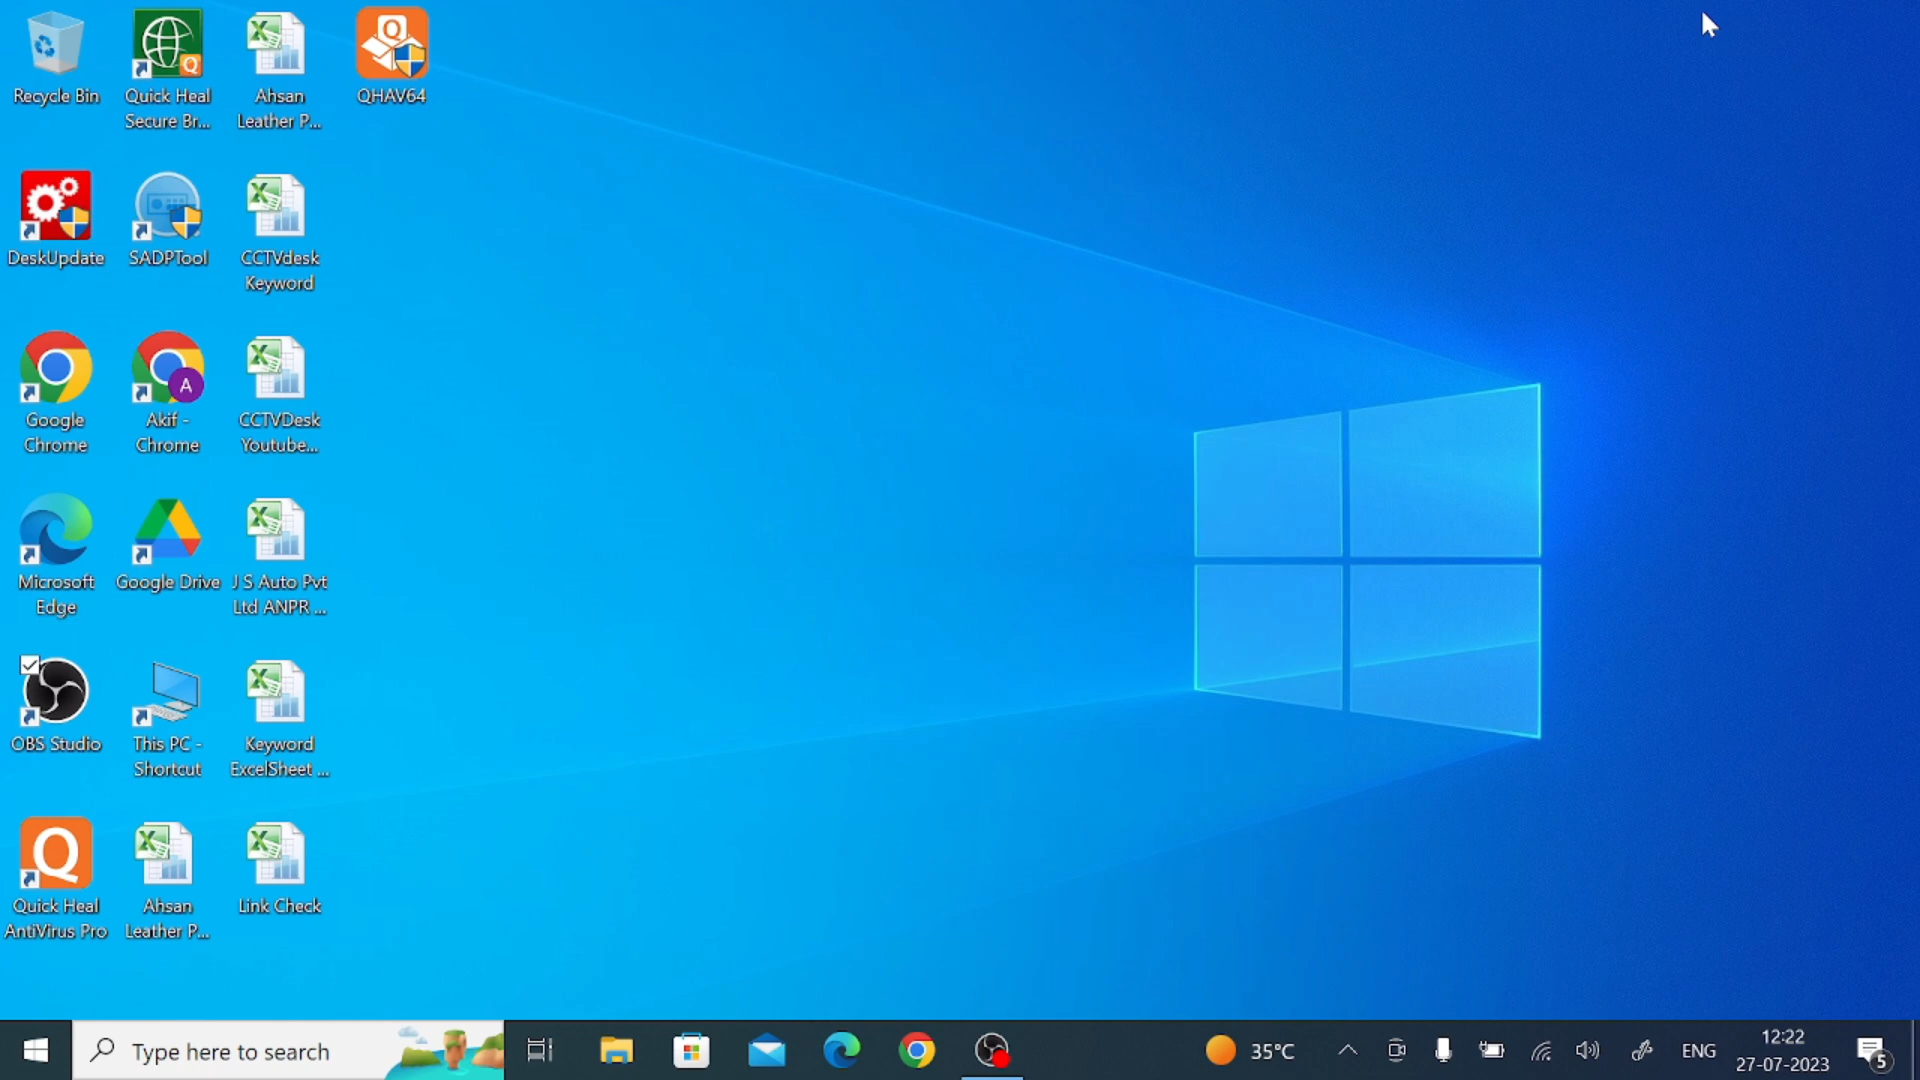 Recycle Bin
Quick Heal
Secure Br...
Ahsan
Leather P...
QHAV64
DeskUpdate
SADPTool
CCTVdesk
Keyword
Google
Chrome
A
Akif -
Chrome
CCTVDesk
Youtube...
Microsoft
Edge
Google Drive
J S Auto Pvt
Ltd ANPR ...
OBS Studio
This PC -
Shortcut
Keyword
ExcelSheet ...
Quick Heal
AntiVirus Pro
Ahsan
Leather P...
Link Check
Type here to search
35°C
ENG
12:22
27-07-2023
5